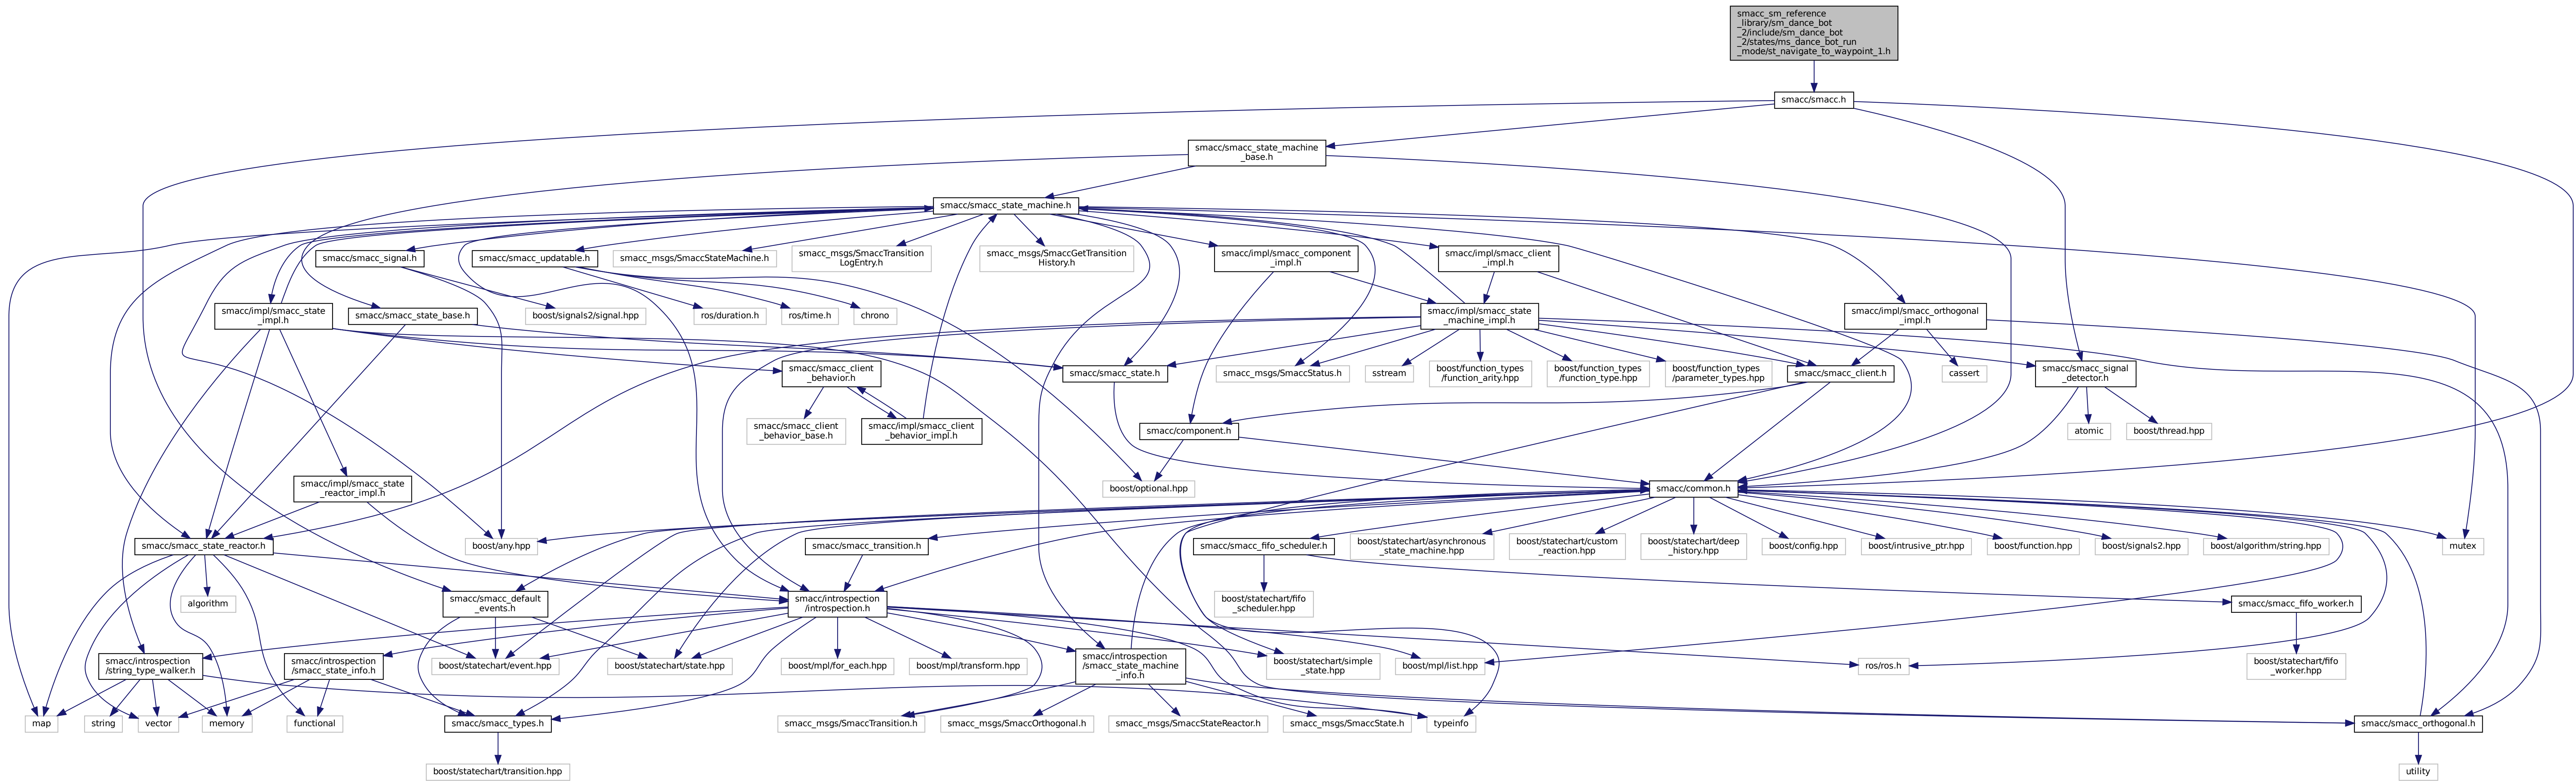 smacc_sm_reference
_library/sm_dance_bot
_2/include/sm_dance_bot
_2/states/ms_dance_bot_run
_mode/st_navigate_to_waypoint_1.h
smacc/smacc.h
smacc/smacc_state_machine
_base.h
smacc/smacc_state_machine.h
smacc/smacc_signal.h
smacc/smacc_updatable.h
smacc_msgs/SmaccStateMachine.h
smacc_msgs/SmaccTransition
LogEntry.h
smacc_msgs/SmaccGetTransition
History.h
smacc/impl/smacc_component
_impl.h
smacc/impl/smacc_client
_impl.h
smacc/impl/smacc_state
_impl.h
smacc/smacc_state_base.h
boost/signals2/signal.hpp
ros/duration.h
ros/time.h
chrono
smacc/impl/smacc_state
_machine_impl.h
smacc/impl/smacc_orthogonal
_impl.h
smacc/smacc_client
_behavior.h
smacc/smacc_state.h
smacc_msgs/SmaccStatus.h
sstream
boost/function_types
/function_arity.hpp
boost/function_types
/function_type.hpp
boost/function_types
/parameter_types.hpp
smacc/smacc_client.h
cassert
smacc/smacc_signal
_detector.h
smacc/smacc_client
_behavior_base.h
smacc/impl/smacc_client
_behavior_impl.h
smacc/component.h
atomic
boost/thread.hpp
smacc/impl/smacc_state
_reactor_impl.h
boost/optional.hpp
smacc/common.h
smacc/smacc_state_reactor.h
boost/any.hpp
smacc/smacc_transition.h
smacc/smacc_fifo_scheduler.h
boost/statechart/asynchronous
_state_machine.hpp
boost/statechart/custom
_reaction.hpp
boost/statechart/deep
_history.hpp
boost/config.hpp
boost/intrusive_ptr.hpp
boost/function.hpp
boost/signals2.hpp
boost/algorithm/string.hpp
mutex
algorithm
smacc/smacc_default
_events.h
smacc/introspection
/introspection.h
boost/statechart/fifo
_scheduler.hpp
smacc/smacc_fifo_worker.h
smacc/introspection
/string_type_walker.h
smacc/introspection
/smacc_state_info.h
boost/statechart/event.hpp
boost/statechart/state.hpp
boost/mpl/for_each.hpp
boost/mpl/transform.hpp
smacc/introspection
/smacc_state_machine
_info.h
boost/statechart/simple
_state.hpp
boost/mpl/list.hpp
ros/ros.h
boost/statechart/fifo
_worker.hpp
map
string
vector
memory
functional
smacc/smacc_types.h
smacc_msgs/SmaccTransition.h
smacc_msgs/SmaccOrthogonal.h
smacc_msgs/SmaccStateReactor.h
smacc_msgs/SmaccState.h
typeinfo
smacc/smacc_orthogonal.h
boost/statechart/transition.hpp
utility